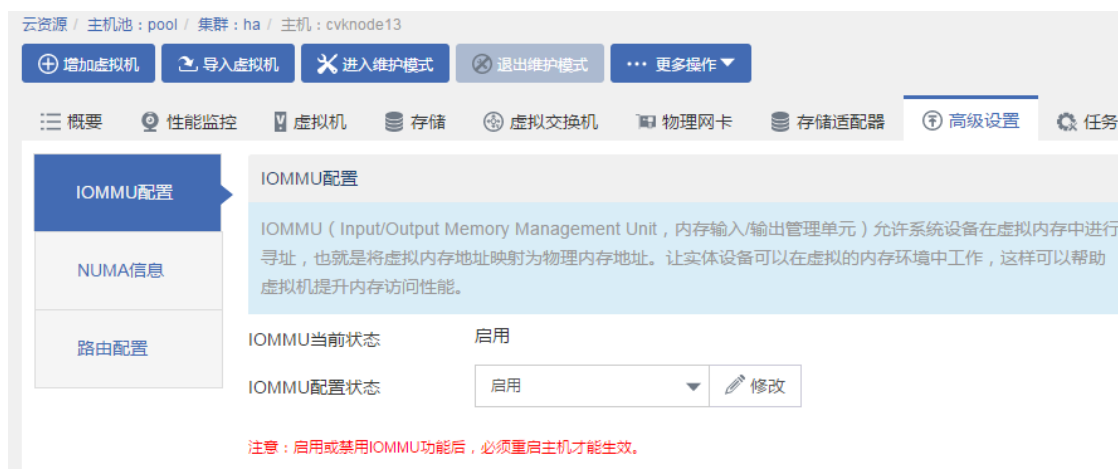 云资源 / 主机池：pool / 集群：ha / 主机：cvknode13
增加虚拟机 导入虚拟机 进入维护模式 退出维护模式 ••• 更多操作
概要 性能监控 虚拟机 存储 虚拟交换机 物理网卡 存储适配器 高级设置 任务
IOMMU配置
NUMA信息
路由配置
IOMMU配置
IOMMU（Input/Output Memory Management Unit，内存输入/输出管理单元）允许系统设备在虚拟内存中进行
寻址，也就是将虚拟内存地址映射为物理内存地址。让实体设备可以在虚拟的内存环境中工作，这样可以帮助
虚拟机提升内存访问性能。
IOMMU当前状态 启用
IOMMU配置状态 启用 修改
注意：启用或禁用IOMMU功能后，必须重启主机才能生效。